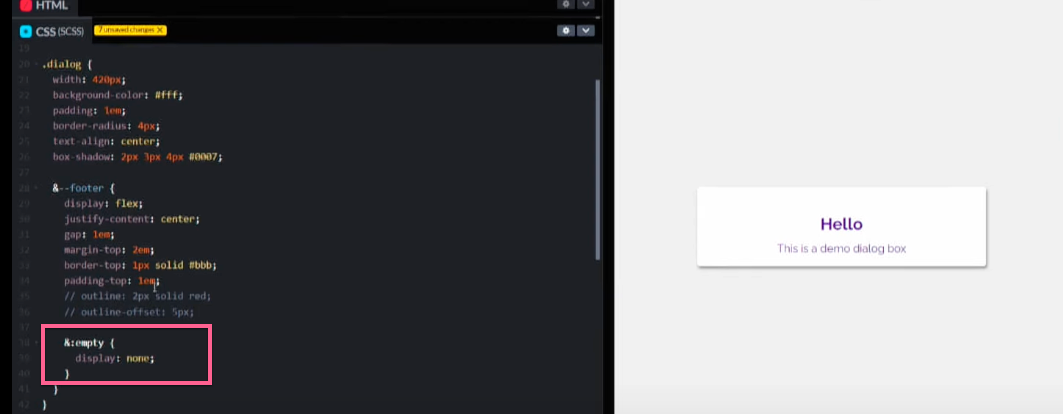 HTML
CSS (SCSS) 7 unsaved changes X
19
20 .dialog {
21 width: 420px;
22 background-color: #fff;
23 padding: 1em;
24 border-radius: 4px;
25 text-align: center;
26 box-shadow: 2px 3px 4px #0007;
27
28 &--footer {
29 display: flex;
30 justify-content: center;
31 gap: 1em;
32 margin-top: 2em;
33 border-top: 1px solid #bbb;
34 padding-top: 1em;
35 // outline: 2px solid red;
36 // outline-offset: 5px;
37
38 &:empty {
39 display: none;
40 }
41 }
42 }
Hello
This is a demo dialog box